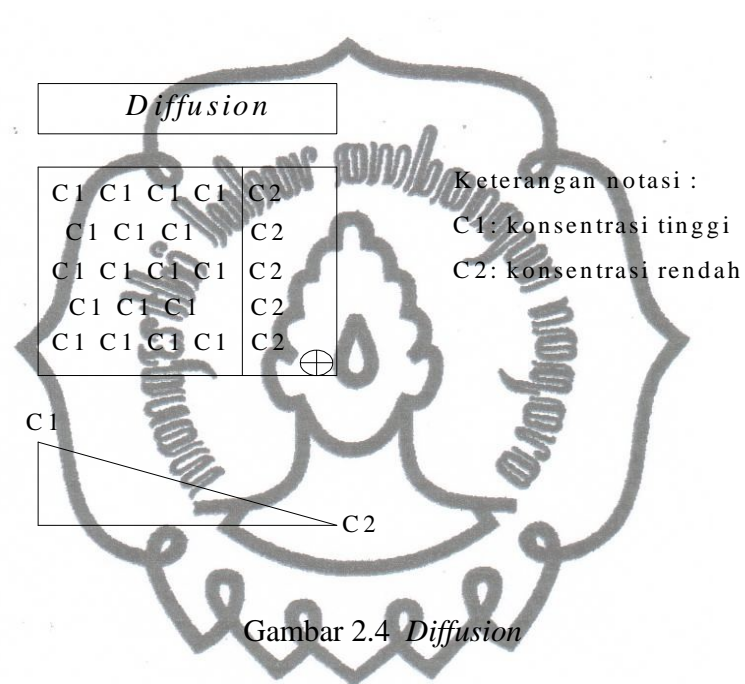 Diffusion
C1 C1 C1 C1 C2
C1 C1 C1 C2
C1 C1 C1 C1 C2
C1 C1 C1 C2
C1 C1 C1 C1 C2
Keterangan notasi :
C1: konsentrasi tinggi
C2: konsentrasi rendah
C1
C2
Gambar 2.4 Diffusion